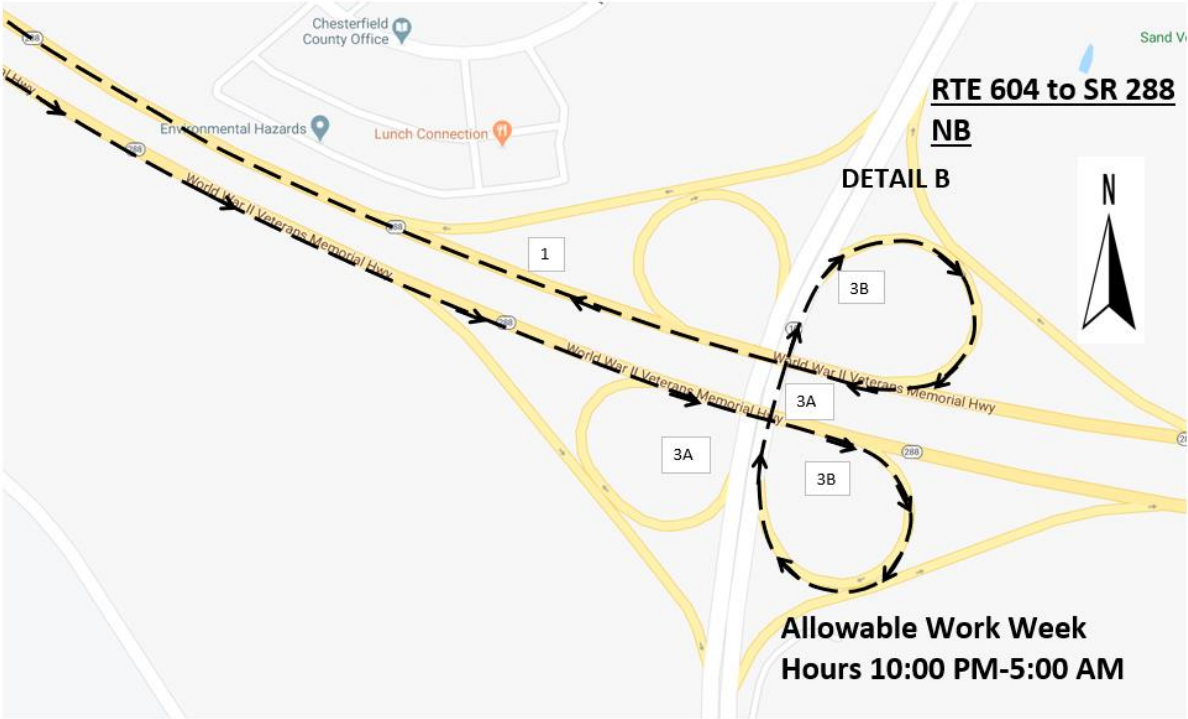 Chesterfield
County Office
Sand
288
RTE 604 to SR 288
NB
Environmental Hazards
Lunch Connection
288
DETAIL B
N
World War II Veterans Memorial Hwy
288
1
3B
288
World War II Veterans Memorial Hwy
World War II Veterans Memorial Hwy
3A
3A
288
3B
Allowable Work Week
Hours 10:00 PM-5:00 AM